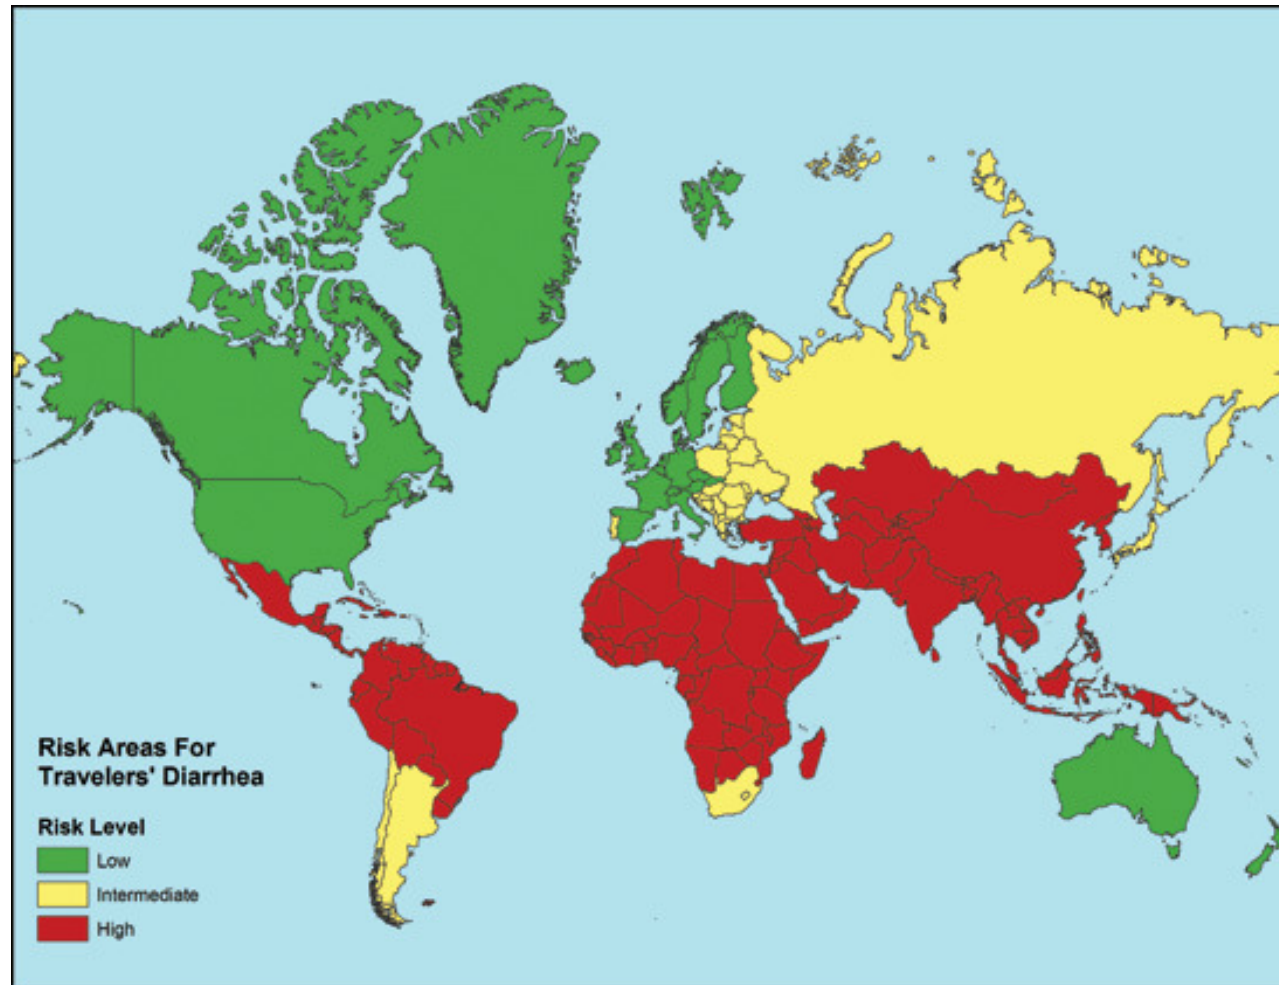 Risk Areas For
Travelers' Diarrhea
Risk Level
Low
Intermediate
High